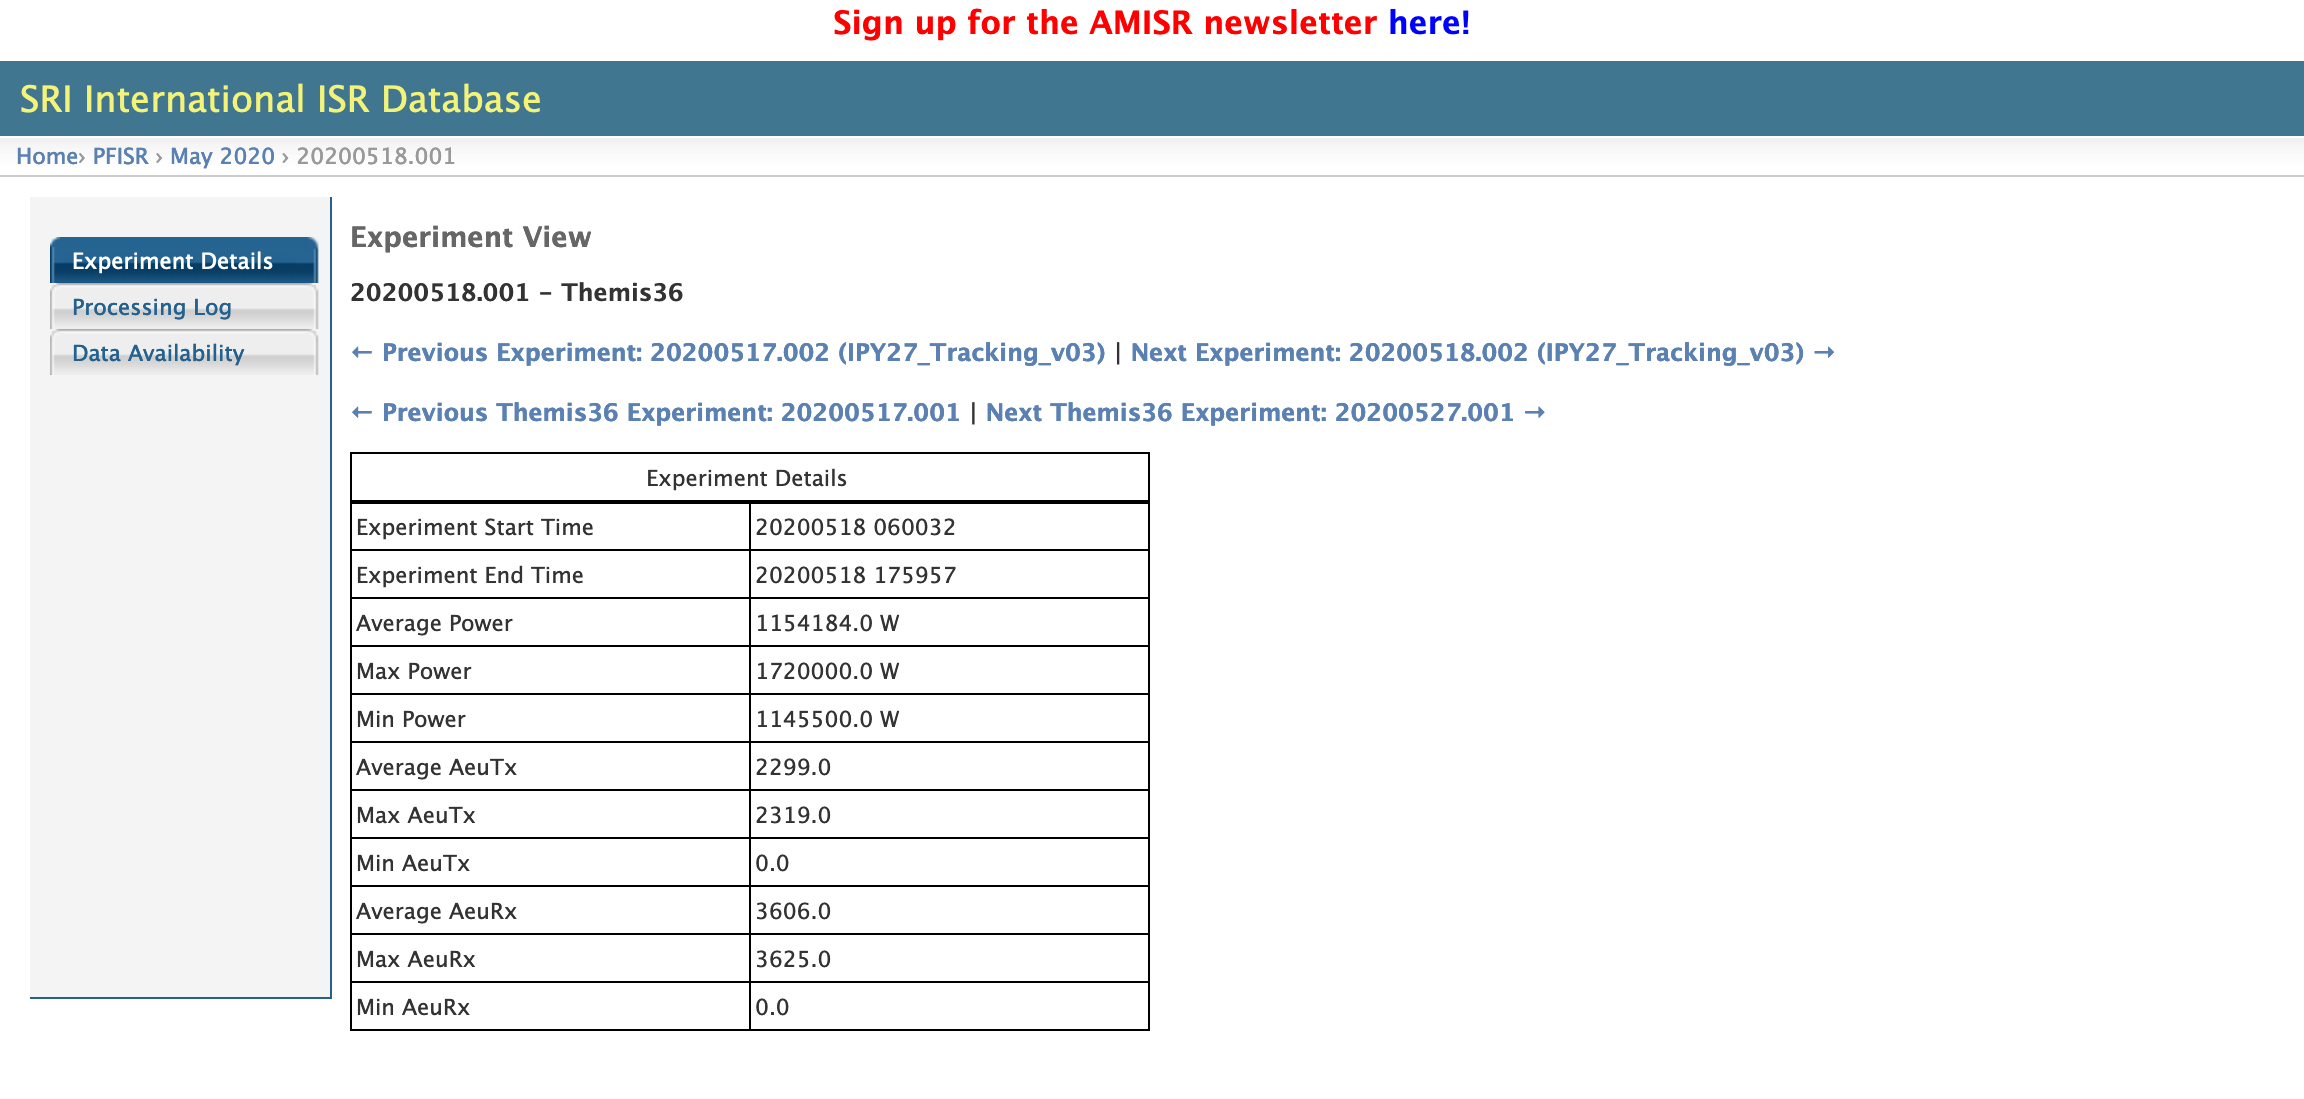 Sign up for the AMISR newsletter here!
SRI International ISR Database
Home› PFISR › May 2020 › 20200518.001
Experiment Details
Processing Log
Data Availability
Experiment View
20200518.001 – Themis36
← Previous Experiment: 20200517.002 (IPY27_Tracking_v03) | Next Experiment: 20200518.002 (IPY27_Tracking_v03) →
← Previous Themis36 Experiment: 20200517.001 | Next Themis36 Experiment: 20200527.001 →
Experiment Details
Experiment Start Time 20200518 060032
Experiment End Time 20200518 175957
Average Power 1154184.0 W
Max Power 1720000.0 W
Min Power 1145500.0 W
Average AeuTx 2299.0
Max AeuTx 2319.0
Min AeuTx 0.0
Average AeuRx 3606.0
Max AeuRx 3625.0
Min AeuRx 0.0